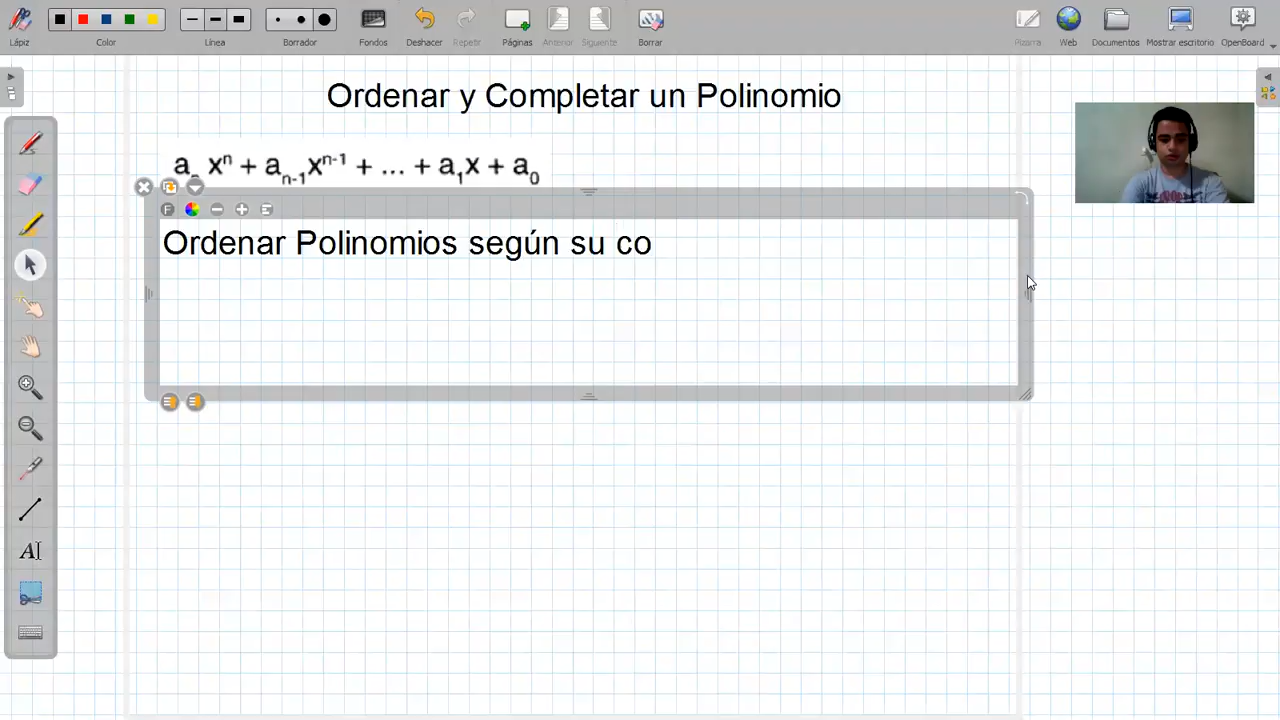 Lápiz
Color
Línea
Borrador
Fondos
Deshacer
Repetir
Páginas
Anterior
Siguiente
Borrar
Pizarra
Web
Documentos
Mostrar escritorio
OpenBoard
Ordenar y Completar un Polinomio
aₙ xⁿ + aₙ₋₁xⁿ⁻¹ + ... + a₁x + a₀
F
Ordenar Polinomios según su co
A